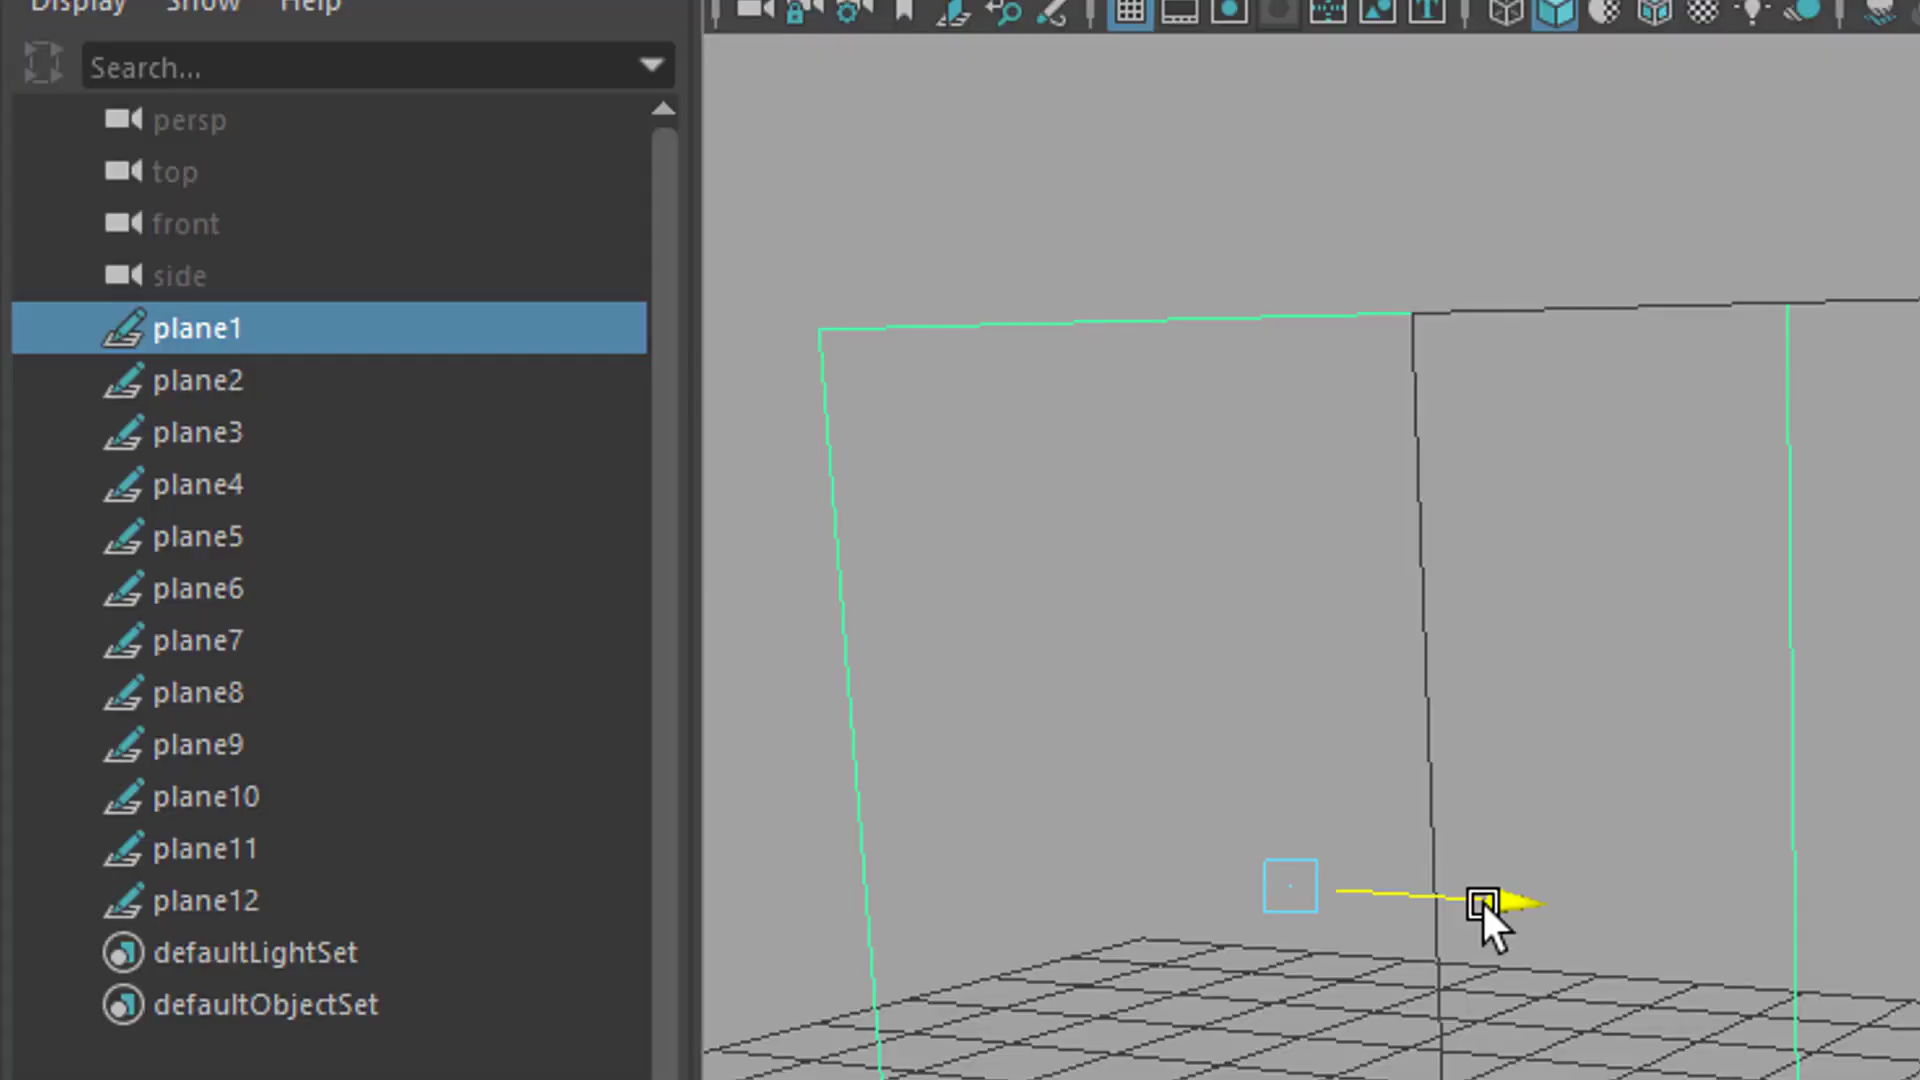 Display Show Help
Search...
persp
top
front
side
plane1
plane2
plane3
plane4
plane5
plane6
plane7
plane8
plane9
plane10
plane11
plane12
defaultLightSet
defaultObjectSet